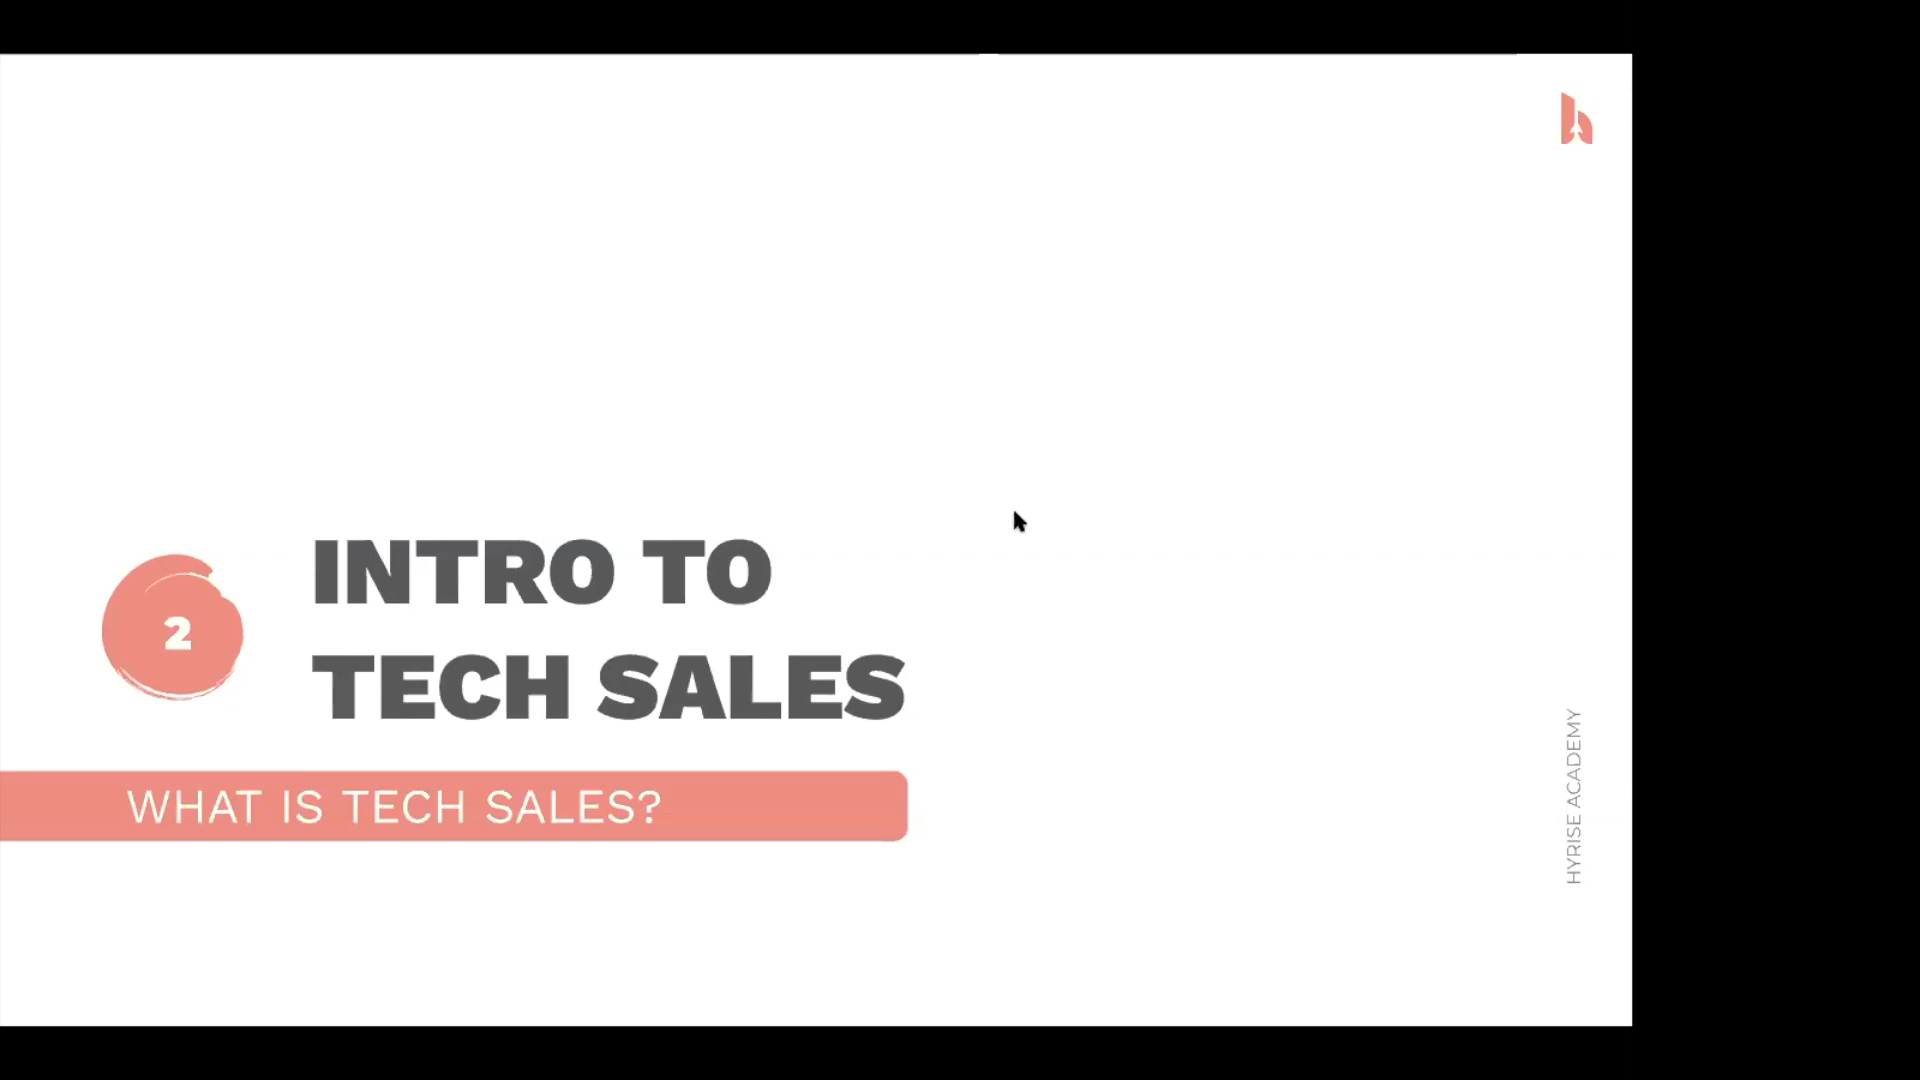 2
INTRO TO
TECH SALES
WHAT IS TECH SALES?
HYRISE ACADEMY